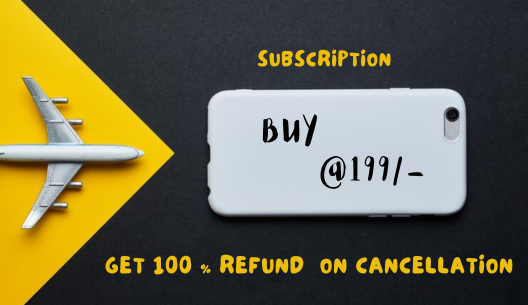 SUBSCRIPTION
BUY
@199/-
GET 100 % REFUND ON CANCELLATION